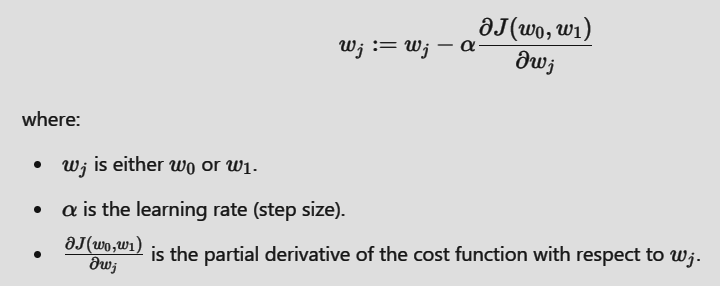 w_j := w_j − α ∂J(w_0, w_1) / ∂w_j
where:
• w_j is either w_0 or w_1.
• α is the learning rate (step size).
• ∂J(w_0,w_1) / ∂w_j is the partial derivative of the cost function with respect to w_j.